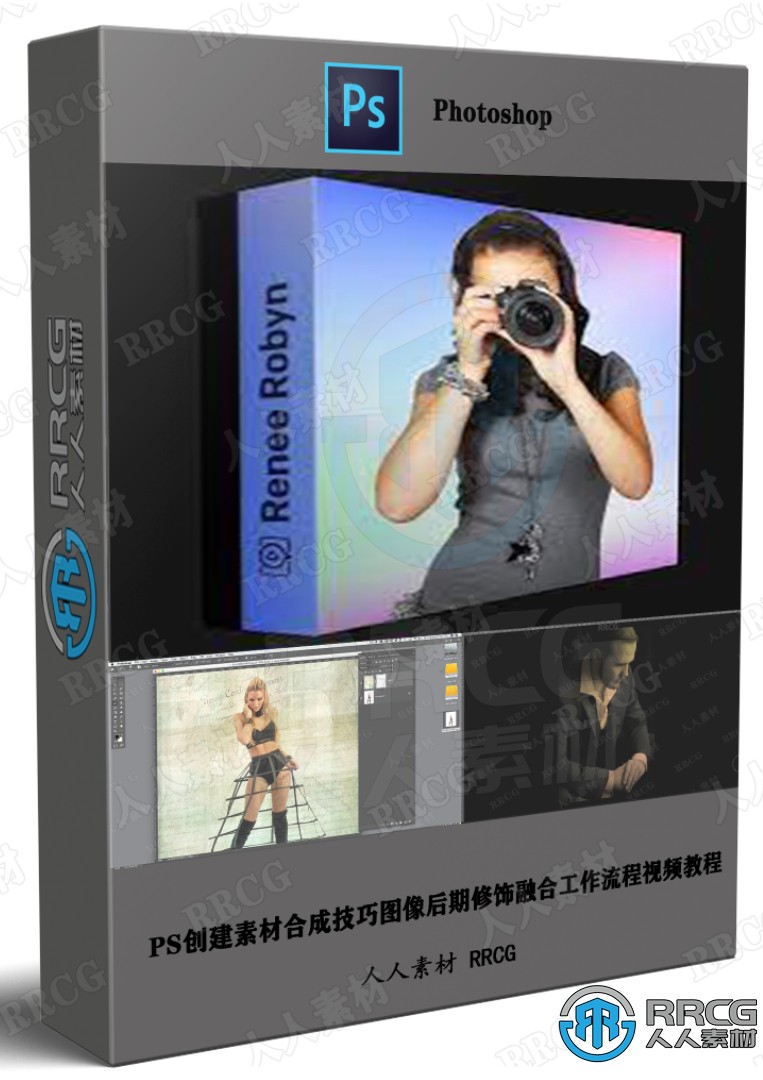 Ps
Photoshop
Renee Robyn
RRCG
人人素材
PS创建素材合成技巧图像后期修饰融合工作流程视频教程
人人素材 RRCG
RRCG
人人素材